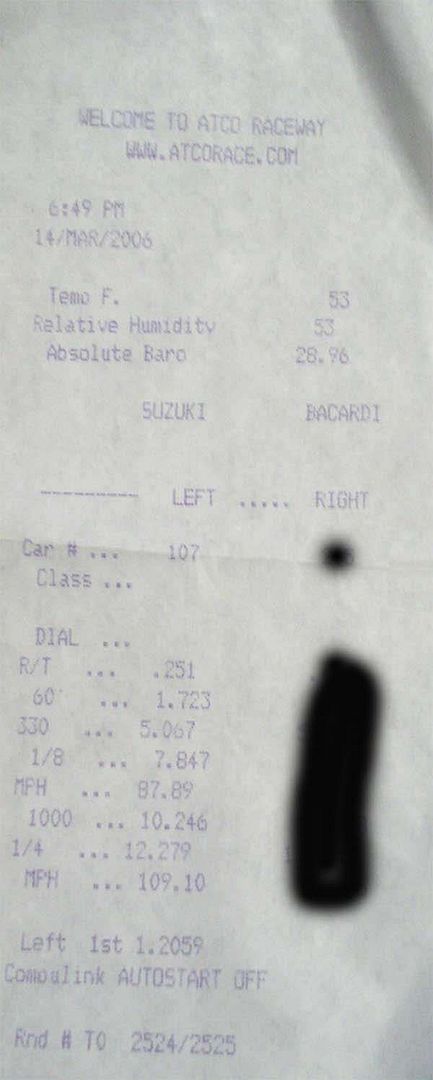 WELCOME TO ATCO RACEWAY
WWW.ATCORACE.COM
6:49 PM
14/MAR/2006
Temp F. 53
Relative Humidity 53
Absolute Baro 28.96
SUZUKI BACARDI
--------- LEFT ..... RIGHT
Car # ... 107
Class ...
DIAL ...
R/T ... .251
60' ... 1.723
330 ... 5.067
1/8 ... 7.847
MPH ... 87.89
1000 ... 10.246
1/4 ... 12.279
MPH ... 109.10
Left 1st 1.2059
Compulink AUTOSTART OFF
Rnd # T0 2524/2525